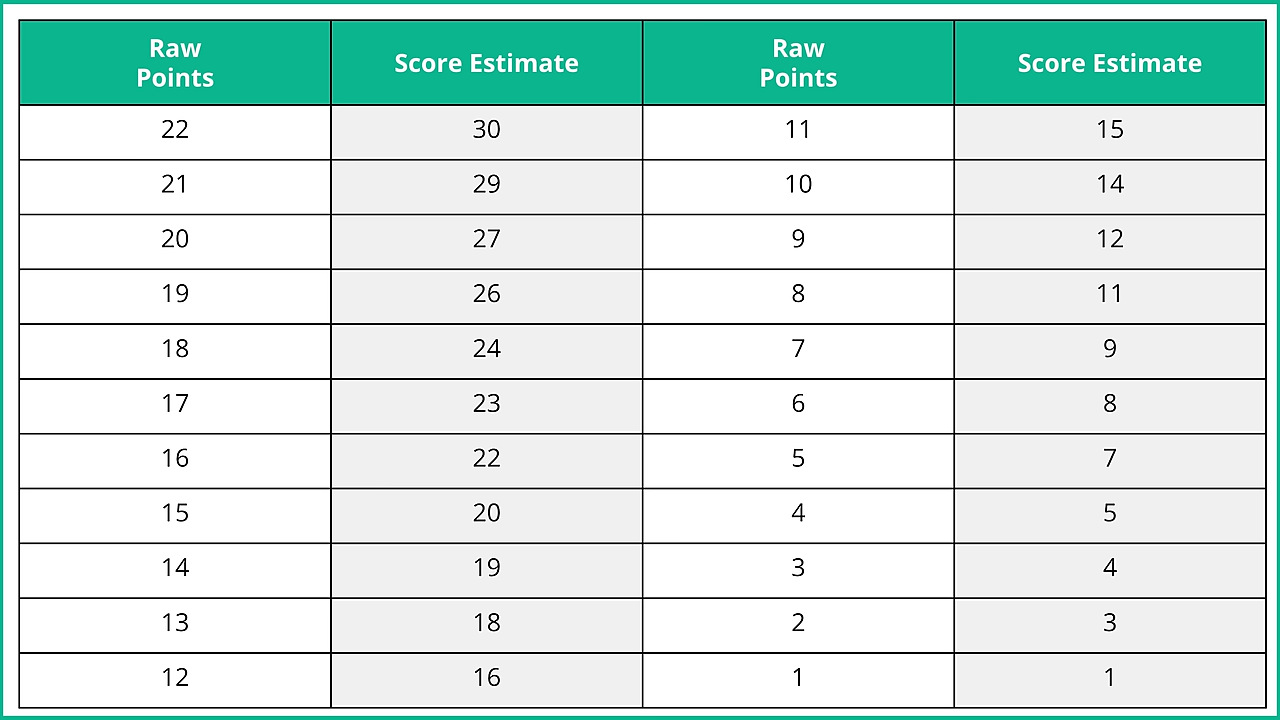 Raw Points Score Estimate Raw Points Score Estimate
22 30 11 15
21 29 10 14
20 27 9 12
19 26 8 11
18 24 7 9
17 23 6 8
16 22 5 7
15 20 4 5
14 19 3 4
13 18 2 3
12 16 1 1